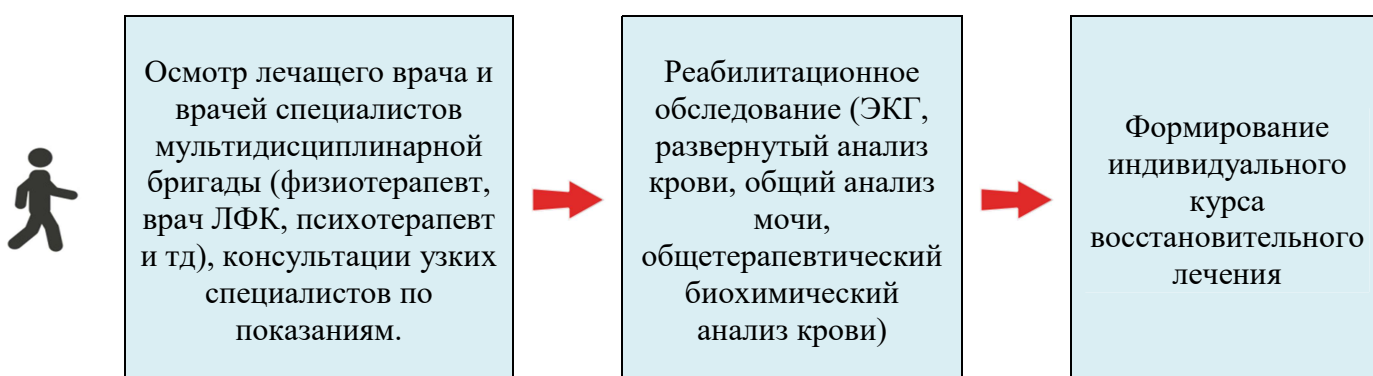 Осмотр лечащего врача и
врачей специалистов
мультидисциплинарной
бригады (физиотерапевт,
врач ЛФК, психотерапевт
и тд), консультации узких
специалистов по
показаниям.
Реабилитационное
обследование (ЭКГ,
развернутый анализ
крови, общий анализ
мочи,
общетерапевтический
биохимический
анализ крови)
Формирование
индивидуального
курса
восстановительного
лечения